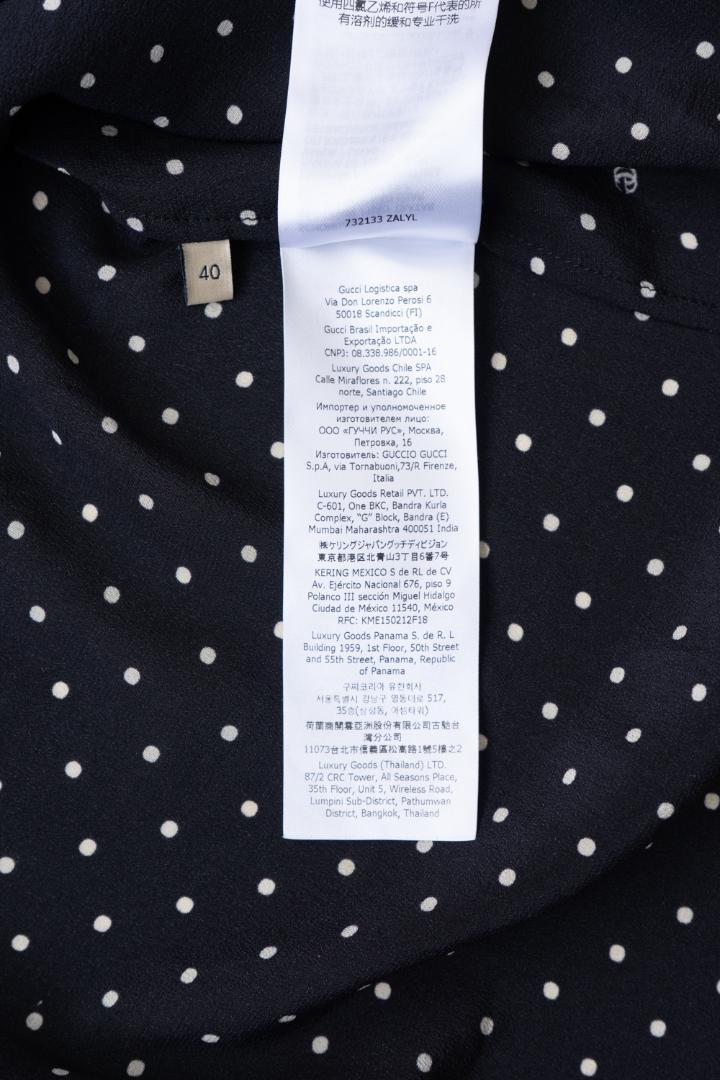 使用四氯乙烯和符号F代表的所
有溶剂的缓和专业干洗
732133 ZALYL
40
Gucci Logistica spa
Via Don Lorenzo Perosi 6
50018 Scandicci (FI)
Gucci Brasil Importação e
Exportação LTDA
CNPJ: 08.338.986/0001-16
Luxury Goods Chile SPA
Calle Miraflores n. 222, piso 28
norte, Santiago Chile
Импортер и уполномоченное
изготовителем лицо:
ООО «ГУЧЧИ РУС», Москва,
Петровка, 16
Изготовитель: GUCCIO GUCCI
S.p.A, via Tornabuoni,73/R Firenze,
Italia
Luxury Goods Retail PVT. LTD.
C-601, One BKC, Bandra Kurla
Complex, "G" Block, Bandra (E)
Mumbai Maharashtra 400051 India
㈱ケリングジャパングッチディビジョン
東京都港区北青山3丁目6番7号
KERING MEXICO S de RL de CV
Av. Ejército Nacional 676, piso 9
Polanco III sección Miguel Hidalgo
Ciudad de México 11540, México
RFC: KME150212F18
Luxury Goods Panama S. de R. L
Building 1959, 1st Floor, 50th Street
and 55th Street, Panama, Republic
of Panama
구찌코리아 유한회사
서울특별시 강남구 영동대로 517,
35층(삼성동, 아셈타워)
荷蘭商開雲亞洲股份有限公司古馳台
灣分公司
11073台北市信義區松高路1號5樓之2
Luxury Goods (Thailand) LTD.
87/2 CRC Tower, All Seasons Place,
35th Floor, Unit 5, Wireless Road,
Lumpini Sub-District, Pathumwan
District, Bangkok, Thailand